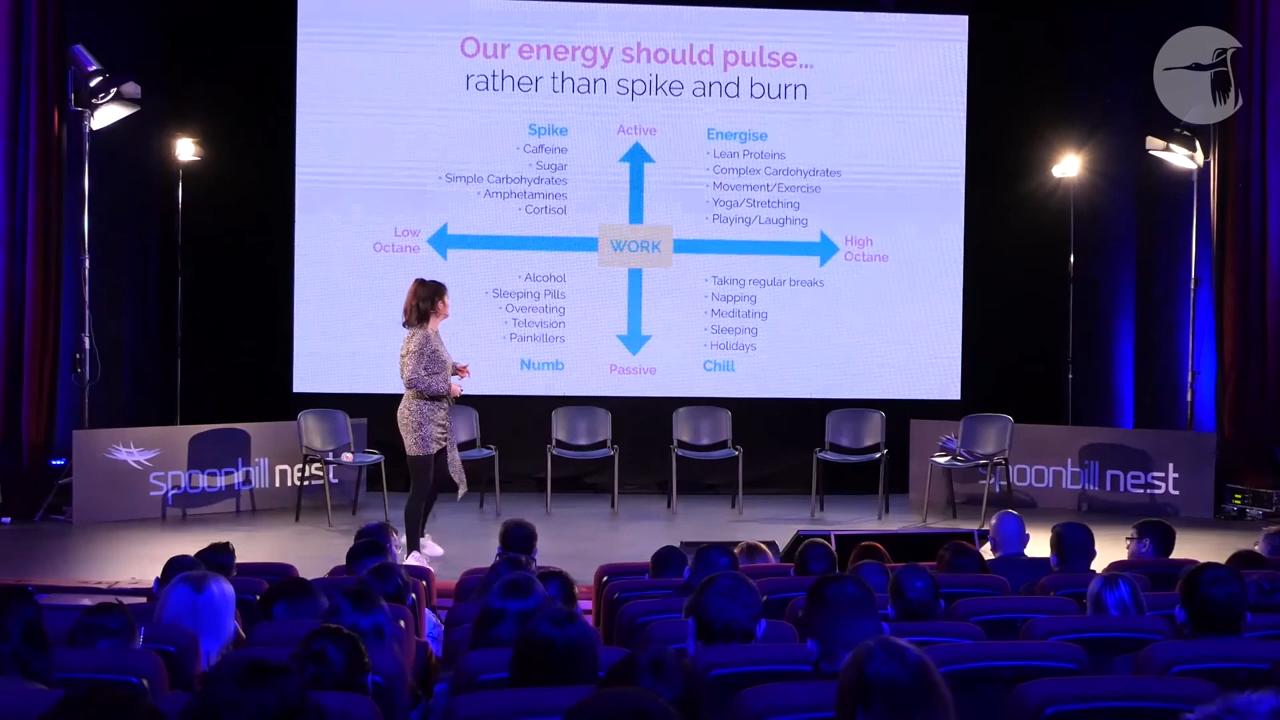 Our energy should pulse...
rather than spike and burn
Spike
• Caffeine
• Sugar
• Simple Carbohydrates
• Amphetamines
• Cortisol
Active
Energise
• Lean Proteins
• Complex Cardohydrates
• Movement/Exercise
• Yoga/Stretching
• Playing/Laughing
Low
Octane
WORK
High
Octane
• Alcohol
• Sleeping Pills
• Overeating
• Television
• Painkillers
Numb
Passive
• Taking regular breaks
• Napping
• Meditating
• Sleeping
• Holidays
Chill
spoonbill nest
spoonbill nest